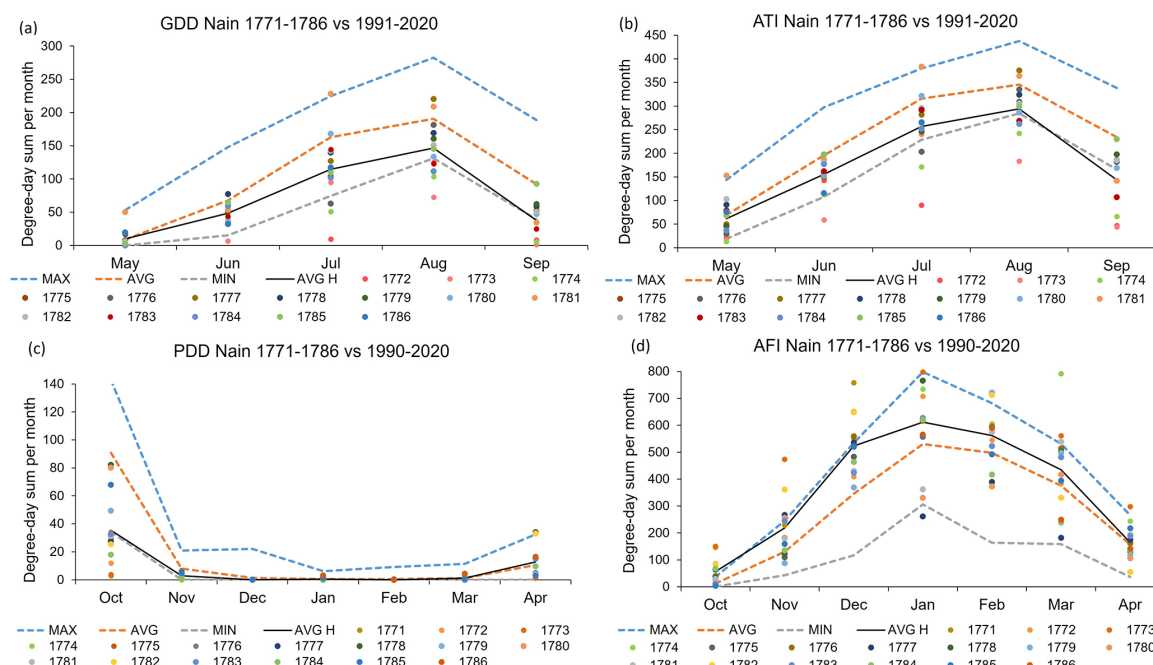 (a)
GDD Nain 1771-1786 vs 1991-2020
Degree-day sum per month
300
250
200
150
100
50
0
May Jun Jul Aug Sep
MAX AVG MIN AVG H 1772 1773 1774
1775 1776 1777 1778 1779 1780 1781
1782 1783 1784 1785 1786
(b)
ATI Nain 1771-1786 vs 1991-2020
Degree-day sum per month
450
400
350
300
250
200
150
100
50
0
May Jun Jul Aug Sep
MAX AVG MIN AVG H 1772 1773 1774
1775 1776 1777 1778 1779 1780 1781
1782 1783 1784 1785 1786
(c)
PDD Nain 1771-1786 vs 1990-2020
Degree-day sum per month
140
120
100
80
60
40
20
0
Oct Nov Dec Jan Feb Mar Apr
MAX AVG MIN AVG H 1771 1772 1773
1774 1775 1776 1777 1778 1779 1780
1781 1782 1783 1784 1785 1786
(d)
AFI Nain 1771-1786 vs 1990-2020
Degree-day sum per month
800
700
600
500
400
300
200
100
0
Oct Nov Dec Jan Feb Mar Apr
MAX AVG MIN AVG H 1771 1772 1773
1774 1775 1776 1777 1778 1779 1780
1781 1782 1783 1784 1785 1786